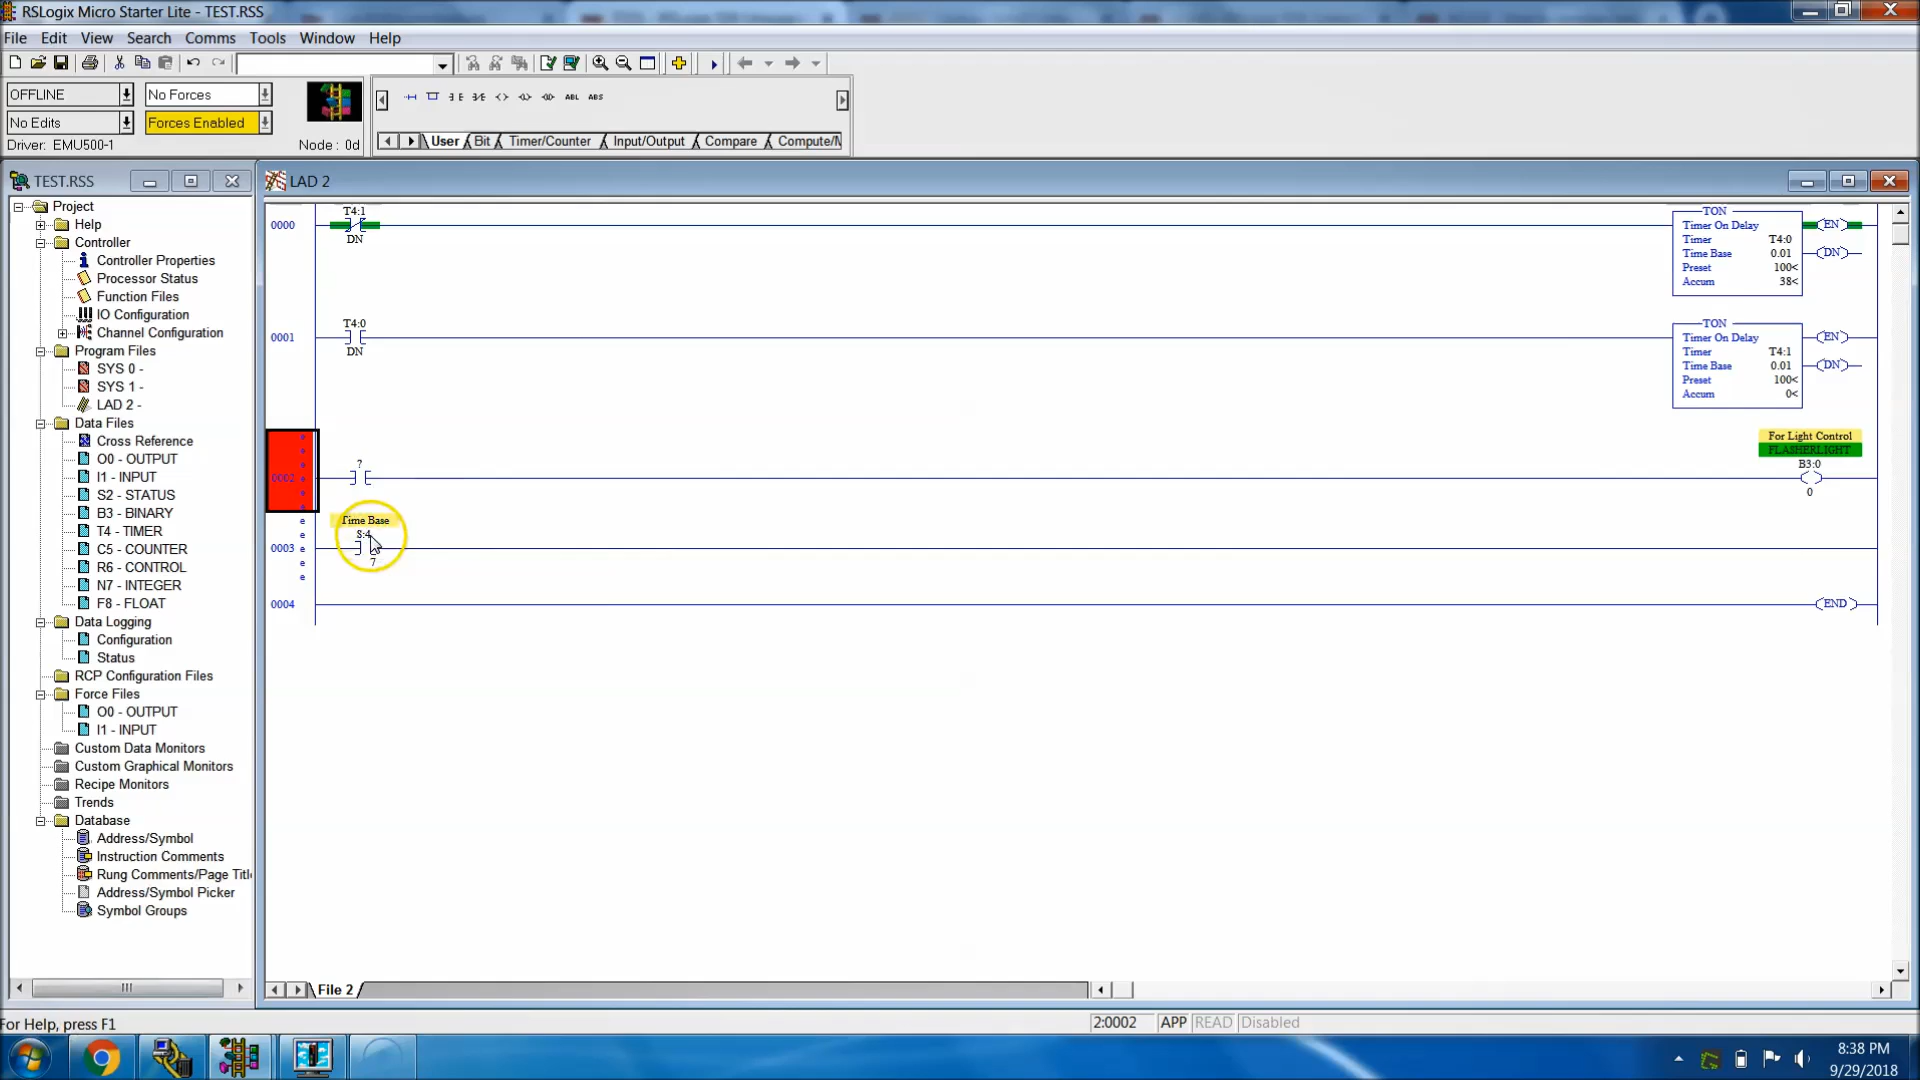 RSLogix Micro Starter Lite - TEST.RSS
File Edit View Search Comms Tools Window Help
OFFLINE No Forces
No Edits Forces Enabled
Driver: EMU500-1 Node : 0d
ABL ABS
User Bit Timer/Counter Input/Output Compare Compute/M
TEST.RSS
Project
Help
Controller
Controller Properties
Processor Status
Function Files
IO Configuration
Channel Configuration
Program Files
SYS 0 -
SYS 1 -
LAD 2 -
Data Files
Cross Reference
O0 - OUTPUT
I1 - INPUT
S2 - STATUS
B3 - BINARY
T4 - TIMER
C5 - COUNTER
R6 - CONTROL
N7 - INTEGER
F8 - FLOAT
Data Logging
Configuration
Status
RCP Configuration Files
Force Files
O0 - OUTPUT
I1 - INPUT
Custom Data Monitors
Custom Graphical Monitors
Recipe Monitors
Trends
Database
Address/Symbol
Instruction Comments
Rung Comments/Page Title
Address/Symbol Picker
Symbol Groups
LAD 2
0000
T4:1
DN
TON
Timer On Delay
Timer T4:0
Time Base 0.01
Preset 100<
Accum 38<
EN
DN
0001
T4:0
DN
TON
Timer On Delay
Timer T4:1
Time Base 0.01
Preset 100<
Accum 0<
EN
DN
0002
e
e
e
e
e
?
For Light Control
FLASHERLIGHT
B3:0
0
0003
e
e
e
e
e
Time Base
S:4
7
0004
END
File 2
For Help, press F1
2:0002 APP READ Disabled
8:38 PM
9/29/2018